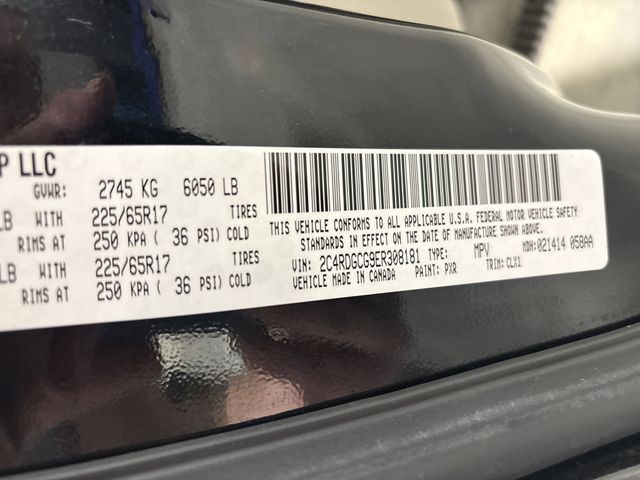 P LLC
GVWR: 2745 KG 6050 LB
LB WITH 225/65R17 TIRES
RIMS AT 250 KPA ( 36 PSI) COLD
LB WITH 225/65R17 TIRES
RIMS AT 250 KPA ( 36 PSI) COLD
THIS VEHICLE CONFORMS TO ALL APPLICABLE U.S.A. FEDERAL MOTOR VEHICLE SAFETY
STANDARDS IN EFFECT ON THE DATE OF MANUFACTURE SHOWN ABOVE.
VIN: 2C4RDGCG9ER308181 TYPE: MPV MDH: 021414 058AA
VEHICLE MADE IN CANADA PAINT: PXR TRIM: CLX1